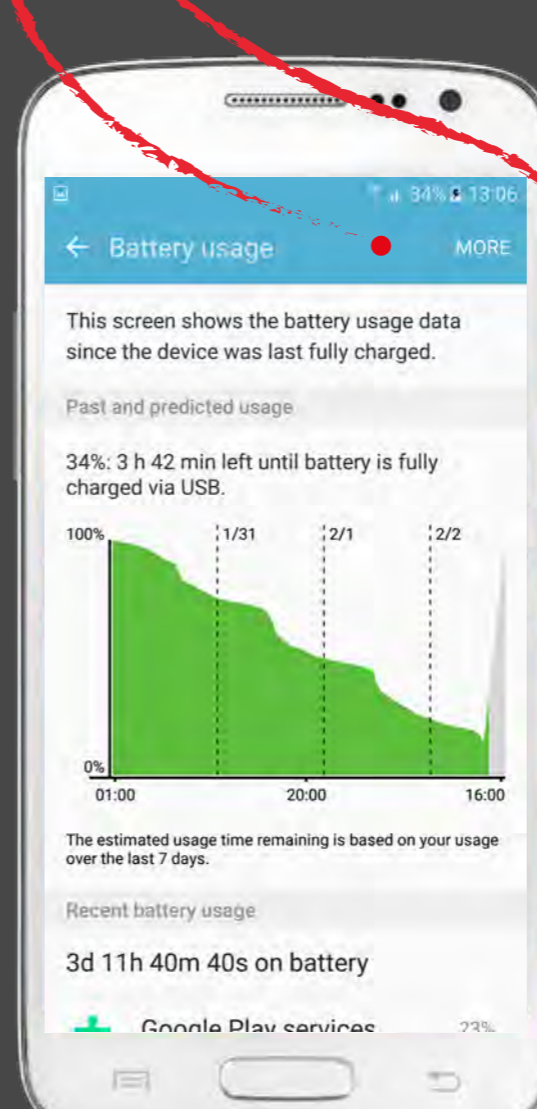 34% 13:06
Battery usage MORE
This screen shows the battery usage data
since the device was last fully charged.
Past and predicted usage
34%: 3 h 42 min left until battery is fully
charged via USB.
100% 1/31 2/1 2/2
0%
01:00 20:00 16:00
The estimated usage time remaining is based on your usage
over the last 7 days.
Recent battery usage
3d 11h 40m 40s on battery
Google Play services 23%